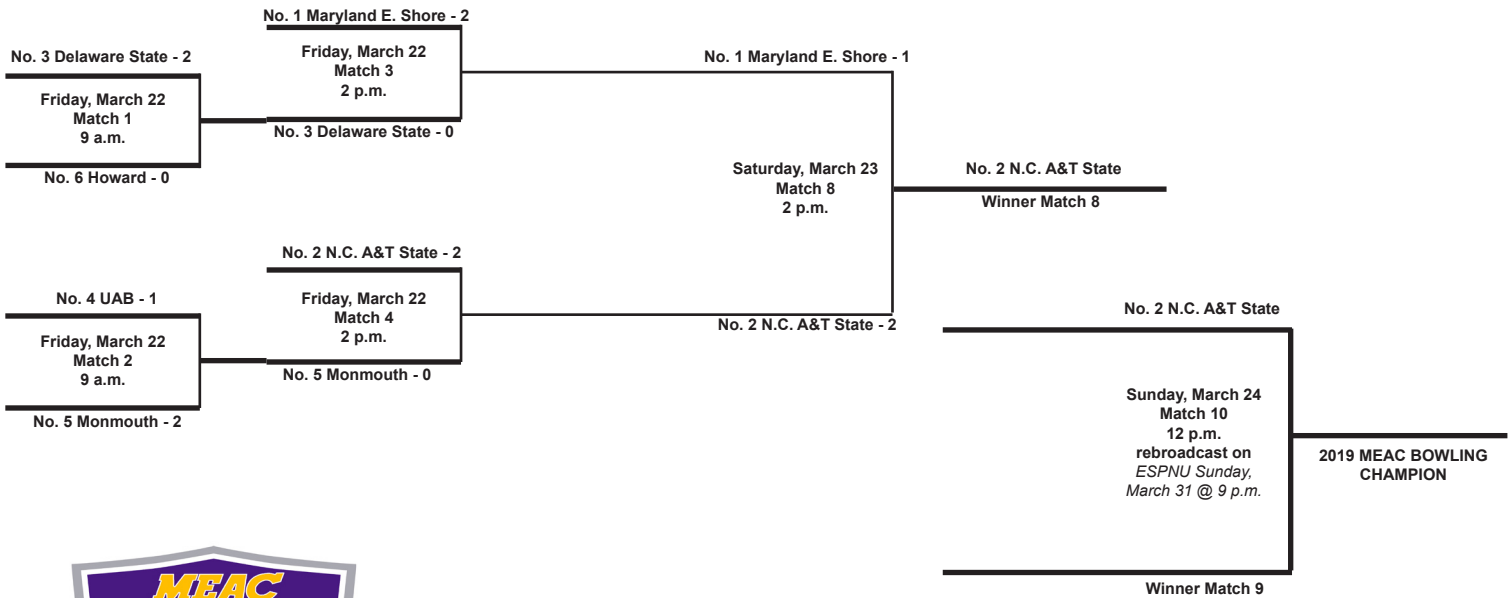 No. 1 Maryland E. Shore - 2
No. 3 Delaware State - 2
Friday, March 22
Match 1
9 a.m.
No. 6 Howard - 0
Friday, March 22
Match 3
2 p.m.
No. 3 Delaware State - 0
No. 1 Maryland E. Shore - 1
Saturday, March 23
Match 8
2 p.m.
No. 2 N.C. A&T State
Winner Match 8
No. 2 N.C. A&T State - 2
No. 4 UAB - 1
Friday, March 22
Match 2
9 a.m.
No. 5 Monmouth - 2
Friday, March 22
Match 4
2 p.m.
No. 5 Monmouth - 0
No. 2 N.C. A&T State - 2
No. 2 N.C. A&T State
Sunday, March 24
Match 10
12 p.m.
rebroadcast on
ESPNU Sunday,
March 31 @ 9 p.m.
2019 MEAC BOWLING
CHAMPION
Winner Match 9
MEAC